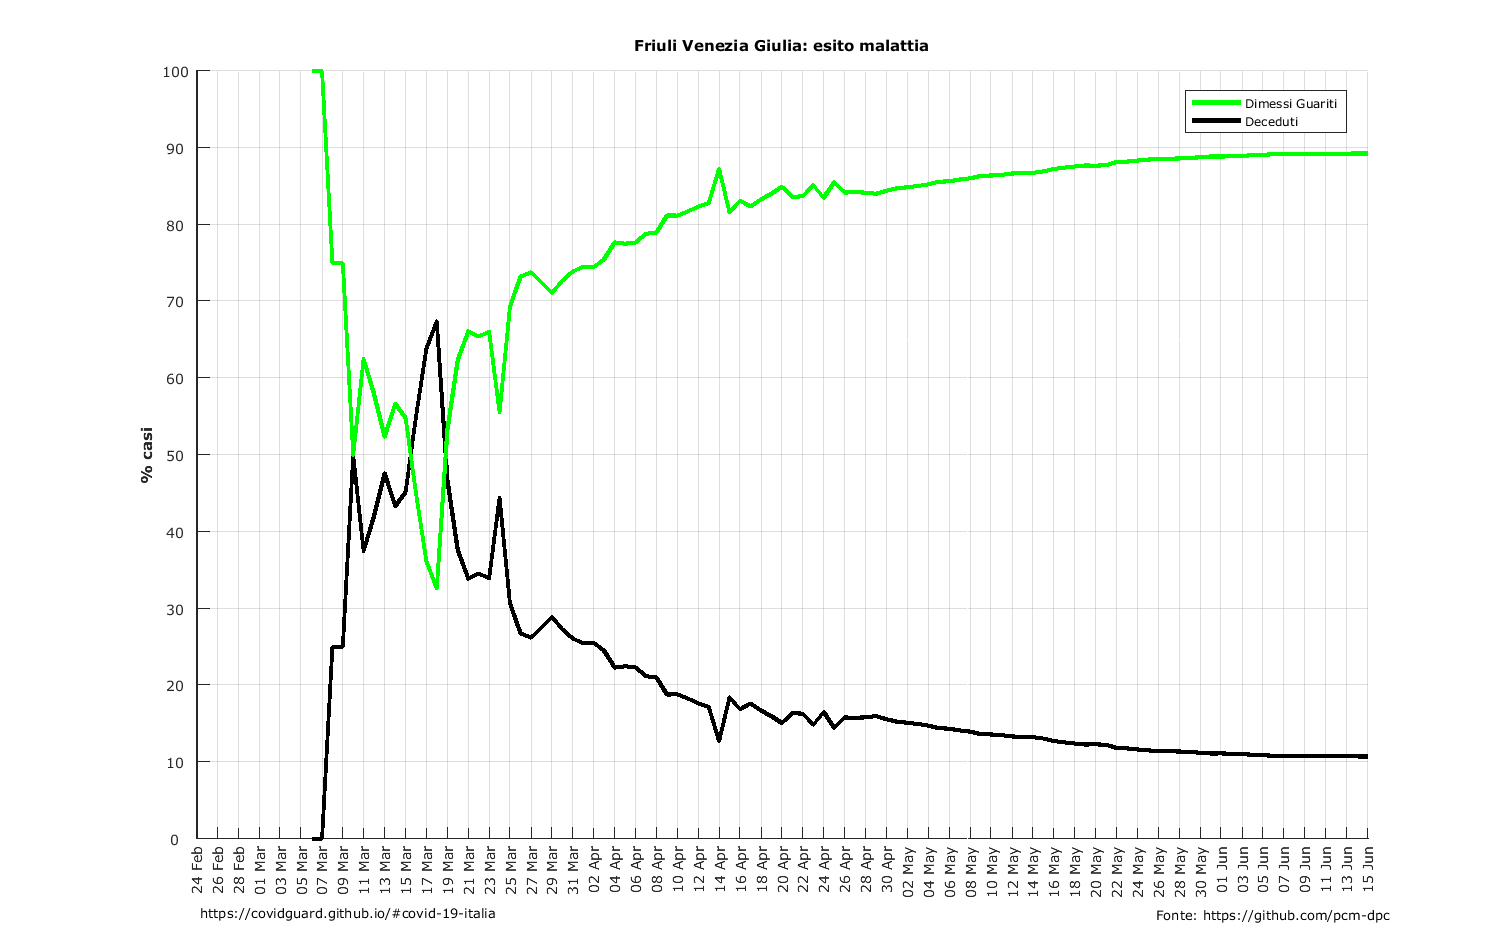 Friuli Venezia Giulia: esito malattia
Dimessi Guariti
Deceduti
% casi
100
90
80
70
60
50
40
30
20
10
0
24 Feb
26 Feb
28 Feb
01 Mar
03 Mar
05 Mar
07 Mar
09 Mar
11 Mar
13 Mar
15 Mar
17 Mar
19 Mar
21 Mar
23 Mar
25 Mar
27 Mar
29 Mar
31 Mar
02 Apr
04 Apr
06 Apr
08 Apr
10 Apr
12 Apr
14 Apr
16 Apr
18 Apr
20 Apr
22 Apr
24 Apr
26 Apr
28 Apr
30 Apr
02 May
04 May
06 May
08 May
10 May
12 May
14 May
16 May
18 May
20 May
22 May
24 May
26 May
28 May
30 May
01 Jun
03 Jun
05 Jun
07 Jun
09 Jun
11 Jun
13 Jun
15 Jun
https://covidguard.github.io/#covid-19-italia
Fonte: https://github.com/pcm-dpc